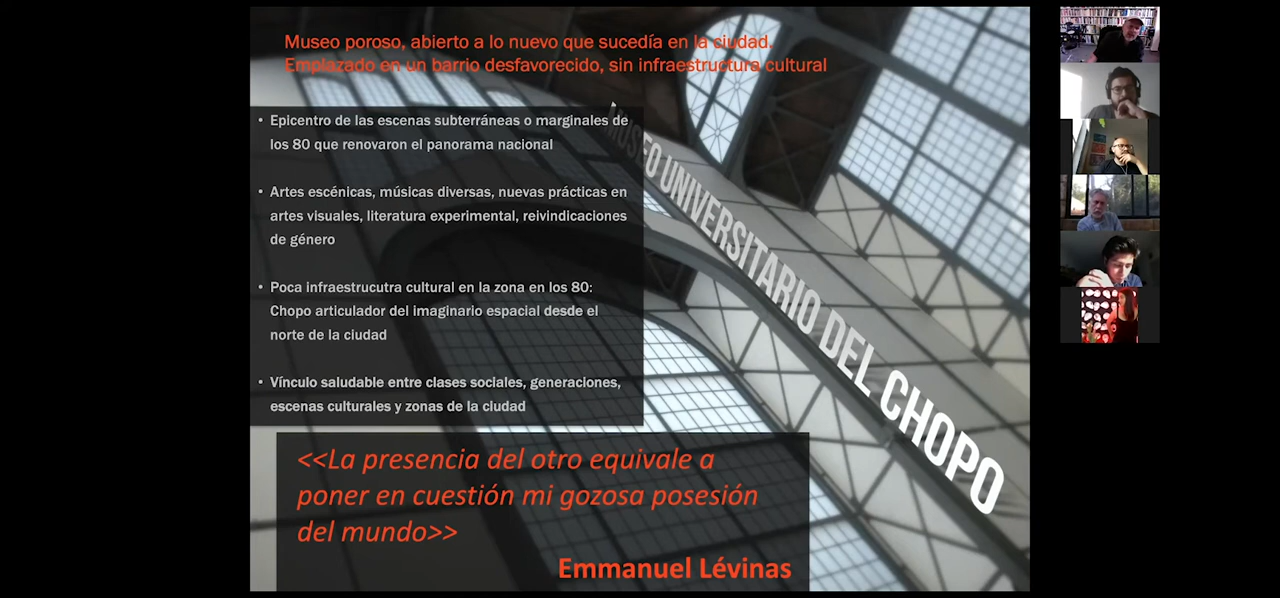 Museo poroso, abierto a lo nuevo que sucedía en la ciudad.
Emplazado en un barrio desfavorecido, sin infraestructura cultural
• Epicentro de las escenas subterráneas o marginales de
los 80 que renovaron el panorama nacional
• Artes escénicas, músicas diversas, nuevas prácticas en
artes visuales, literatura experimental, reivindicaciones
de género
• Poca infraestrucutra cultural en la zona en los 80:
Chopo articulador del imaginario espacial desde el
norte de la ciudad
• Vínculo saludable entre clases sociales, generaciones,
escenas culturales y zonas de la ciudad
MUSEO UNIVERSITARIO DEL CHOPO
<<La presencia del otro equivale a
poner en cuestión mi gozosa posesión
del mundo>>
Emmanuel Lévinas